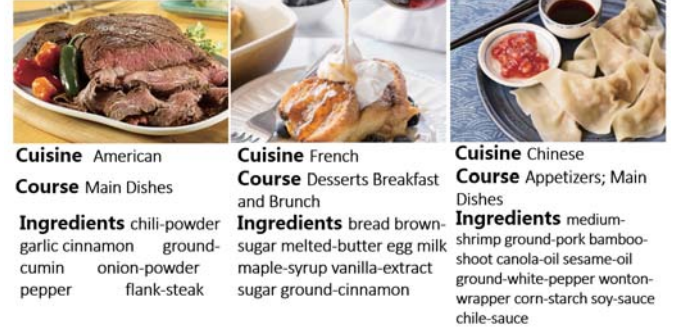 Cuisine American
Course Main Dishes
Ingredients chili-powder
garlic cinnamon ground-
cumin onion-powder
pepper flank-steak
Cuisine French
Course Desserts Breakfast
and Brunch
Ingredients bread brown-
sugar melted-butter egg milk
maple-syrup vanilla-extract
sugar ground-cinnamon
Cuisine Chinese
Course Appetizers; Main
Dishes
Ingredients medium-
shrimp ground-pork bamboo-
shoot canola-oil sesame-oil
ground-white-pepper wonton-
wrapper corn-starch soy-sauce
chile-sauce